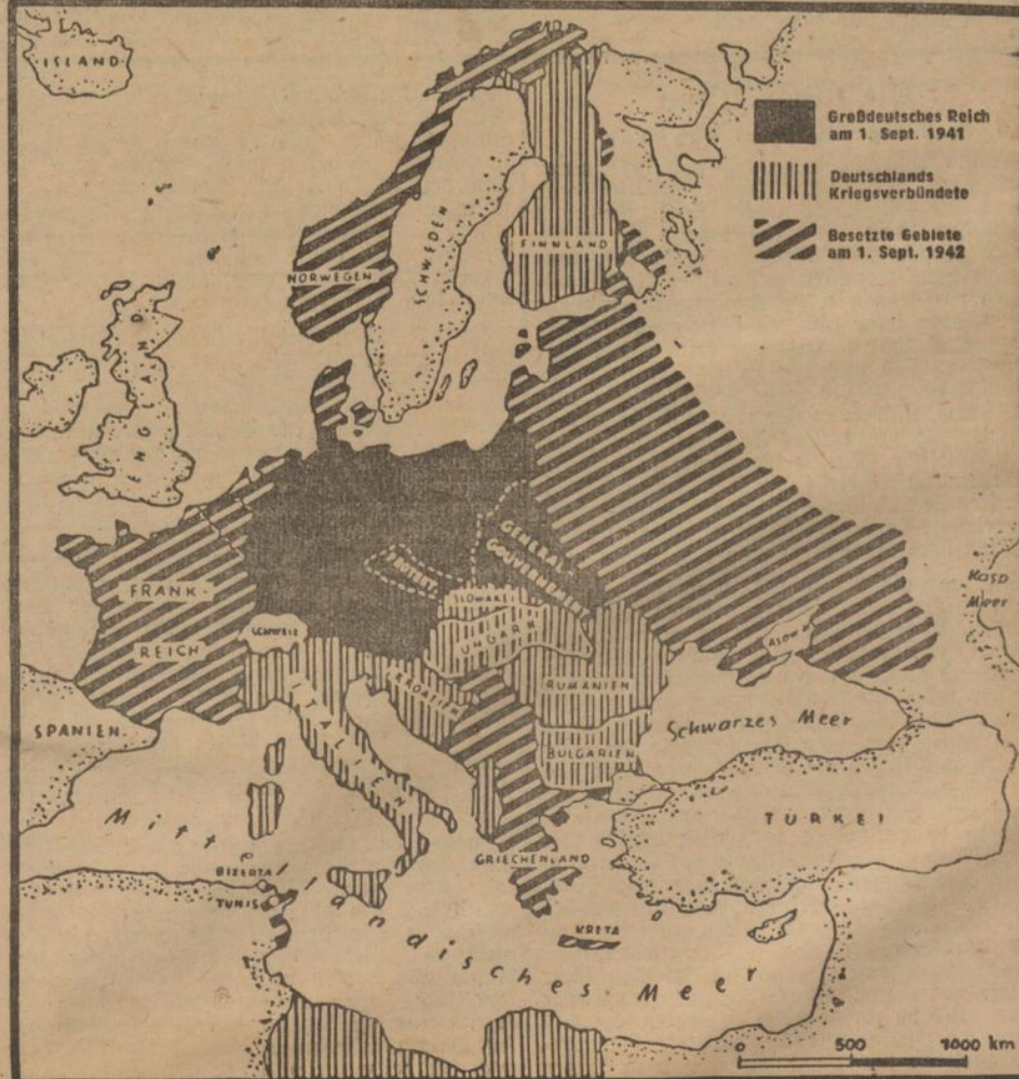 ISLAND
Großdeutsches Reich
am 1. Sept. 1941
Deutschlands
Kriegsverbündete
Besetzte Gebiete
am 1. Sept. 1942
FINNLAND
SCHWEDEN
NORWEGEN
ENGLAND
GENERAL-
GOUVERNEMENT
FRANK-
REICH
SCHWEIZ
SLOWAKEI
UNGARN
KROATIEN
RUMÄNIEN
BULGARIEN
ITALIEN
SPANIEN
Kasp
Meer
Schwarzes Meer
TÜRKEI
GRIECHENLAND
BIZERTA
TUNIS
KRETA
Mittelländisches Meer
0 500 1000 km